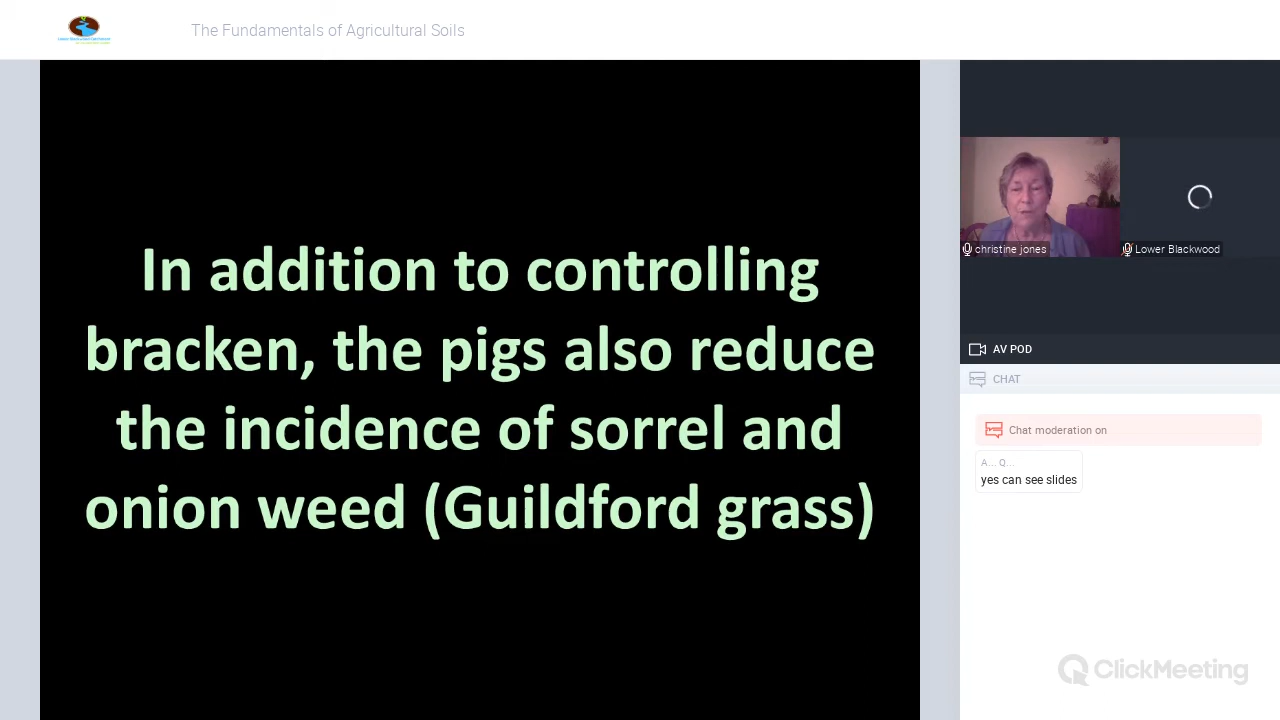 The Fundamentals of Agricultural Soils
In addition to controlling
bracken, the pigs also reduce
the incidence of sorrel and
onion weed (Guildford grass)
christine jones
Lower Blackwood
AV POD
CHAT
Chat moderation on
A... Q...
yes can see slides
ClickMeeting